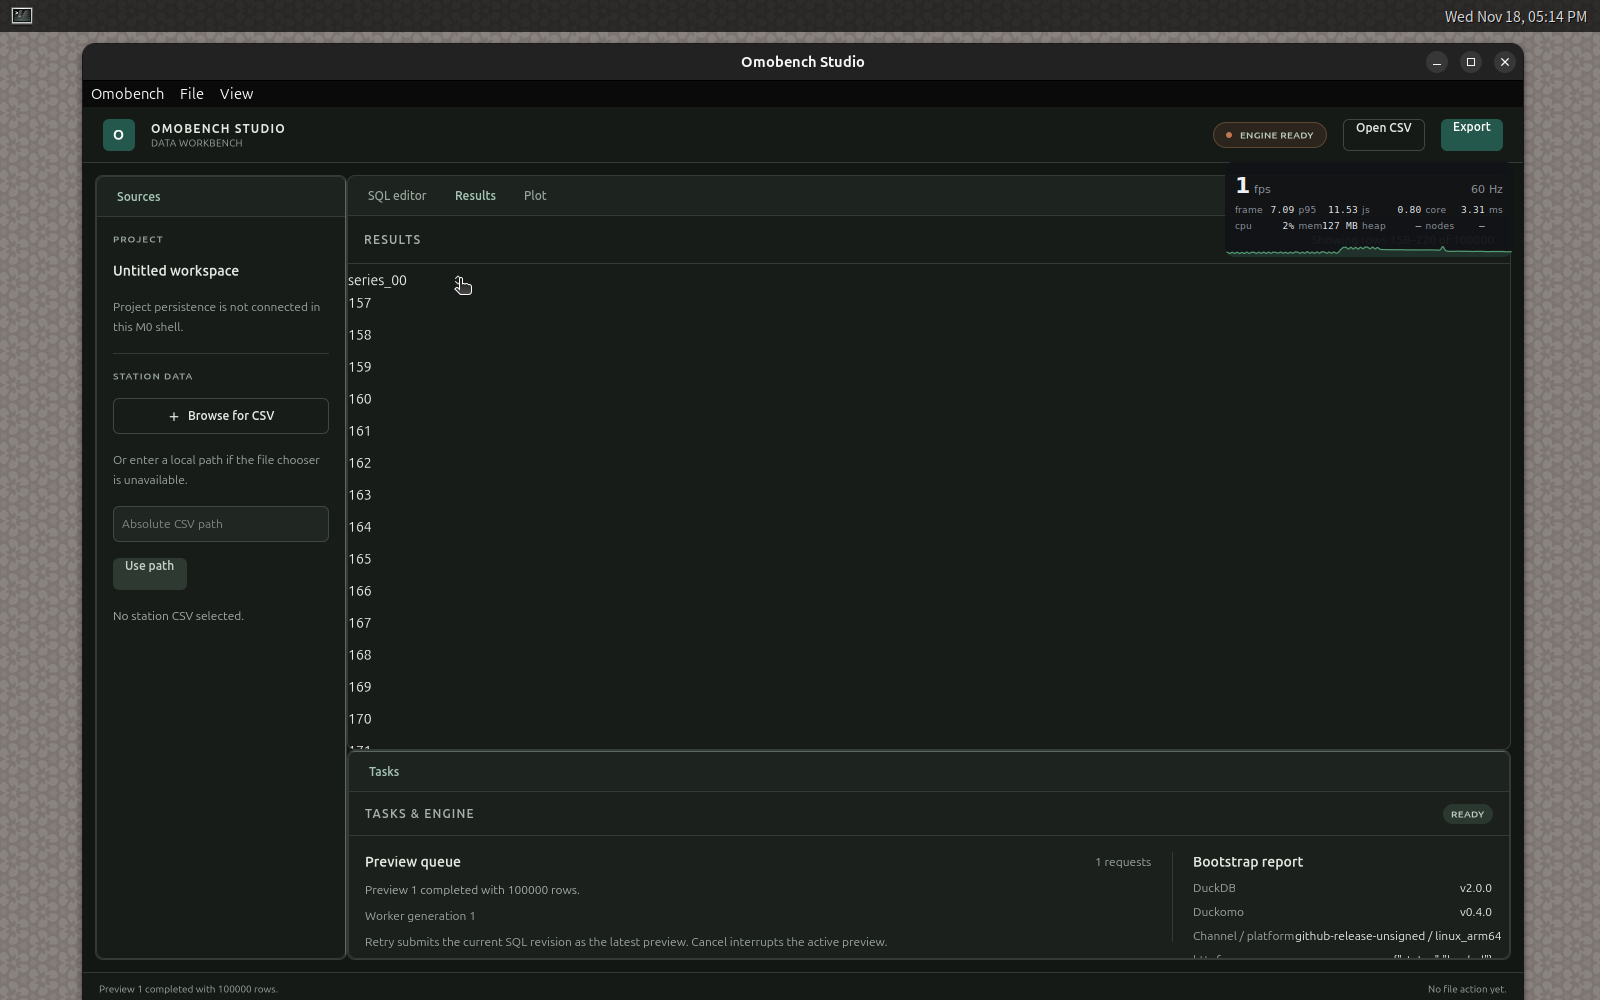 Wed Nov 18, 05:14 PM
Omobench Studio
Omobench File View
O
OMOBENCH STUDIO
DATA WORKBENCH
ENGINE READY
Open CSV
Export
Sources
SQL editor Results Plot
1 fps 60 Hz
frame 7.09 p95 11.53 js 0.80 core 3.31 ms
cpu 2% mem 127 MB heap – nodes –
PROJECT
Untitled workspace
Project persistence is not connected in
this M0 shell.
STATION DATA
+ Browse for CSV
Or enter a local path if the file chooser
is unavailable.
Absolute CSV path
Use path
No station CSV selected.
RESULTS
series_00
157
158
159
160
161
162
163
164
165
166
167
168
169
170
171
Tasks
TASKS & ENGINE
READY
Preview queue
1 requests
Preview 1 completed with 100000 rows.
Worker generation 1
Retry submits the current SQL revision as the latest preview. Cancel interrupts the active preview.
Bootstrap report
DuckDB v2.0.0
Duckomo v0.4.0
Channel / platform github-release-unsigned / linux_arm64
Preview 1 completed with 100000 rows.
No file action yet.